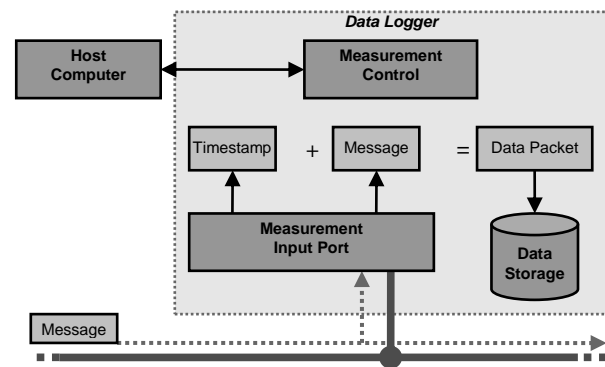 Data Logger
Host
Computer
Measurement
Control
Timestamp + Message = Data Packet
Measurement
Input Port
Data
Storage
Message